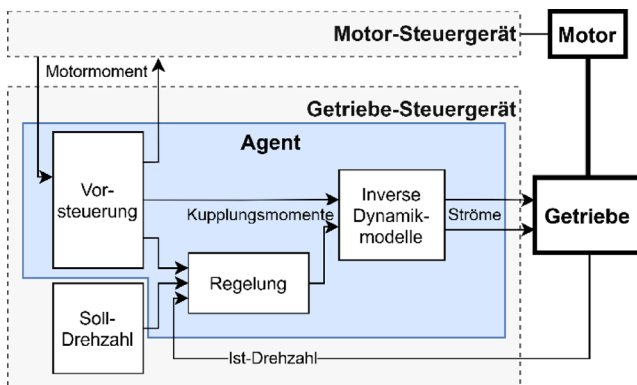 Motor-Steuergerät
Motor
Motormoment
Getriebe-Steuergerät
Agent
Vor-
steuerung
Kupplungsmomente
Inverse
Dynamik-
modelle
Ströme
Getriebe
Regelung
Soll-
Drehzahl
Ist-Drehzahl